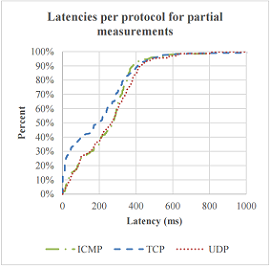 Latencies per protocol for partial
measurements
100%
90%
80%
70%
60%
50%
40%
30%
20%
10%
0%
Percent
0 200 400 600 800 1000
Latency (ms)
ICMP TCP UDP